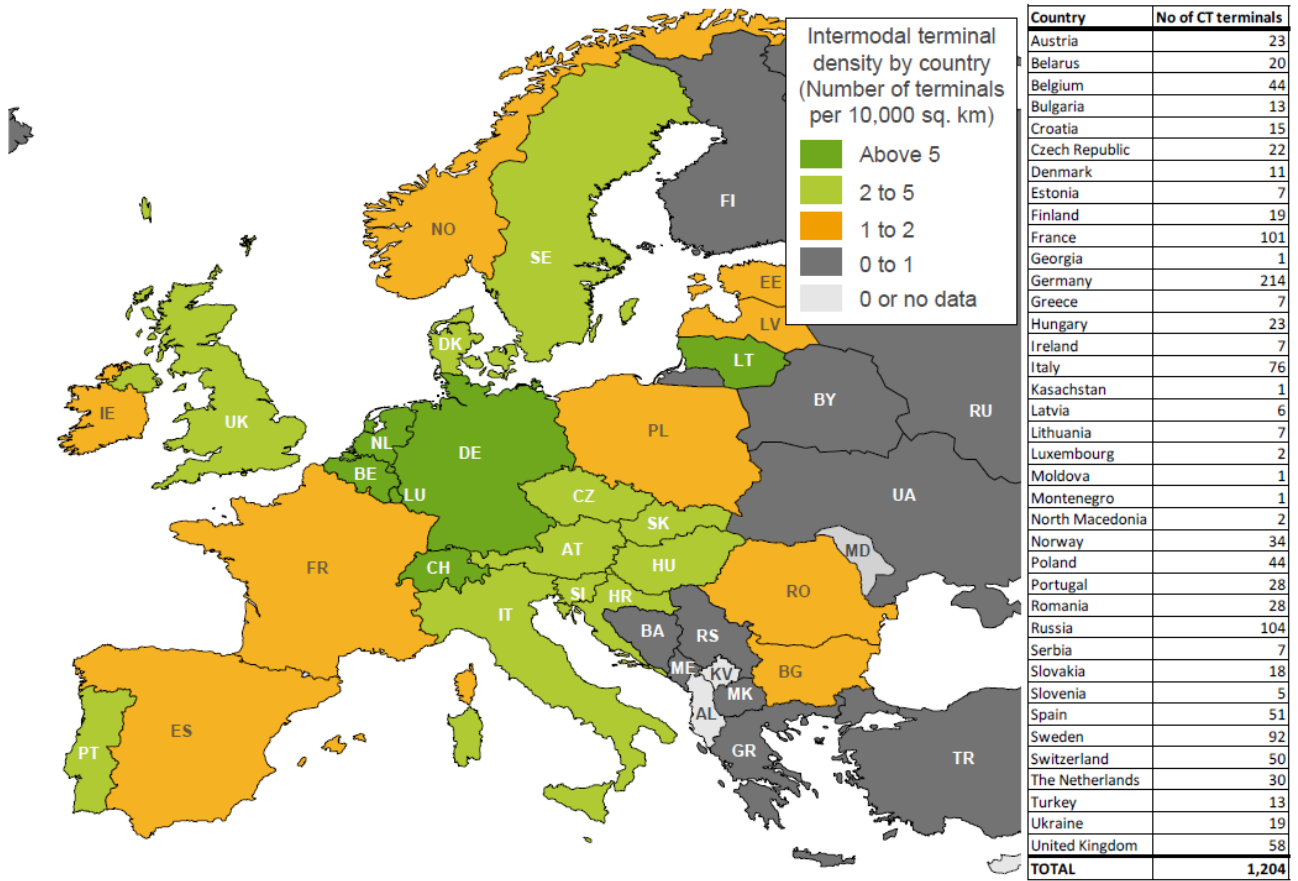 Intermodal terminal
density by country
(Number of terminals
per 10,000 sq. km)
Above 5
2 to 5
1 to 2
0 to 1
0 or no data
FI
NO
SE
EE
LV
DK
LT
IE
UK
BY
RU
NL
PL
DE
BE
LU
CZ
UA
SK
AT
MD
FR
CH
HU
SI
HR
RO
IT
BA
RS
ME
KV
BG
MK
AL
ES
PT
GR
TR
Country No of CT terminals
Austria 23
Belarus 20
Belgium 44
Bulgaria 13
Croatia 15
Czech Republic 22
Denmark 11
Estonia 7
Finland 19
France 101
Georgia 1
Germany 214
Greece 7
Hungary 23
Ireland 7
Italy 76
Kasachstan 1
Latvia 6
Lithuania 7
Luxembourg 2
Moldova 1
Montenegro 1
North Macedonia 2
Norway 34
Poland 44
Portugal 28
Romania 28
Russia 104
Serbia 7
Slovakia 18
Slovenia 5
Spain 51
Sweden 92
Switzerland 50
The Netherlands 30
Turkey 13
Ukraine 19
United Kingdom 58
TOTAL 1,204